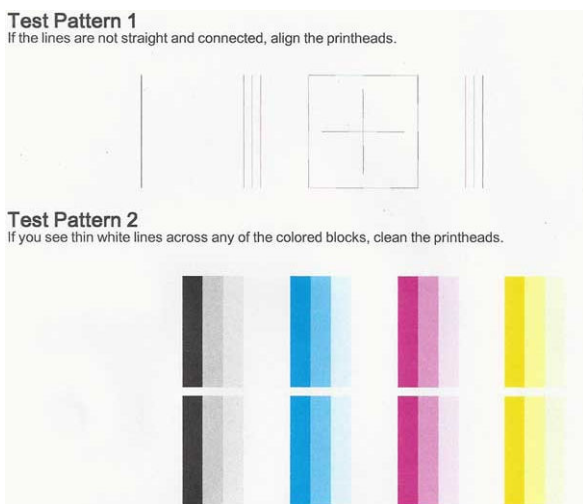 Test Pattern 1
If the lines are not straight and connected, align the printheads.
Test Pattern 2
If you see thin white lines across any of the colored blocks, clean the printheads.